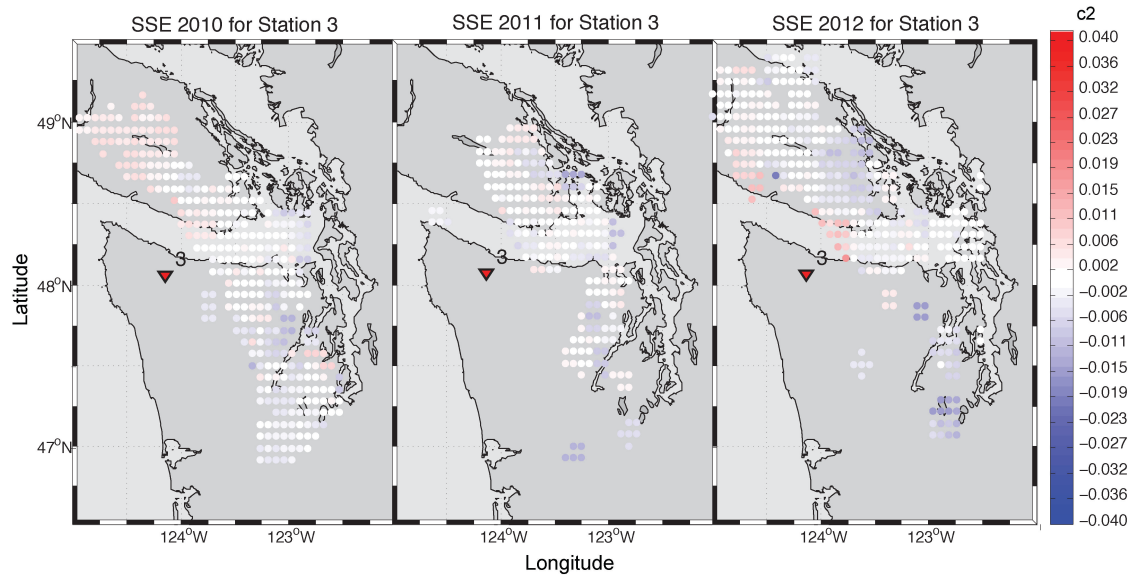 SSE 2010 for Station 3
SSE 2011 for Station 3
SSE 2012 for Station 3
c2
0.040
0.036
0.032
0.027
0.023
0.019
0.015
0.011
0.006
0.002
−0.002
−0.006
−0.011
−0.015
−0.019
−0.023
−0.027
−0.032
−0.036
−0.040
Latitude
49°N
48°N
47°N
3
3
3
124°W
123°W
124°W
123°W
124°W
123°W
Longitude